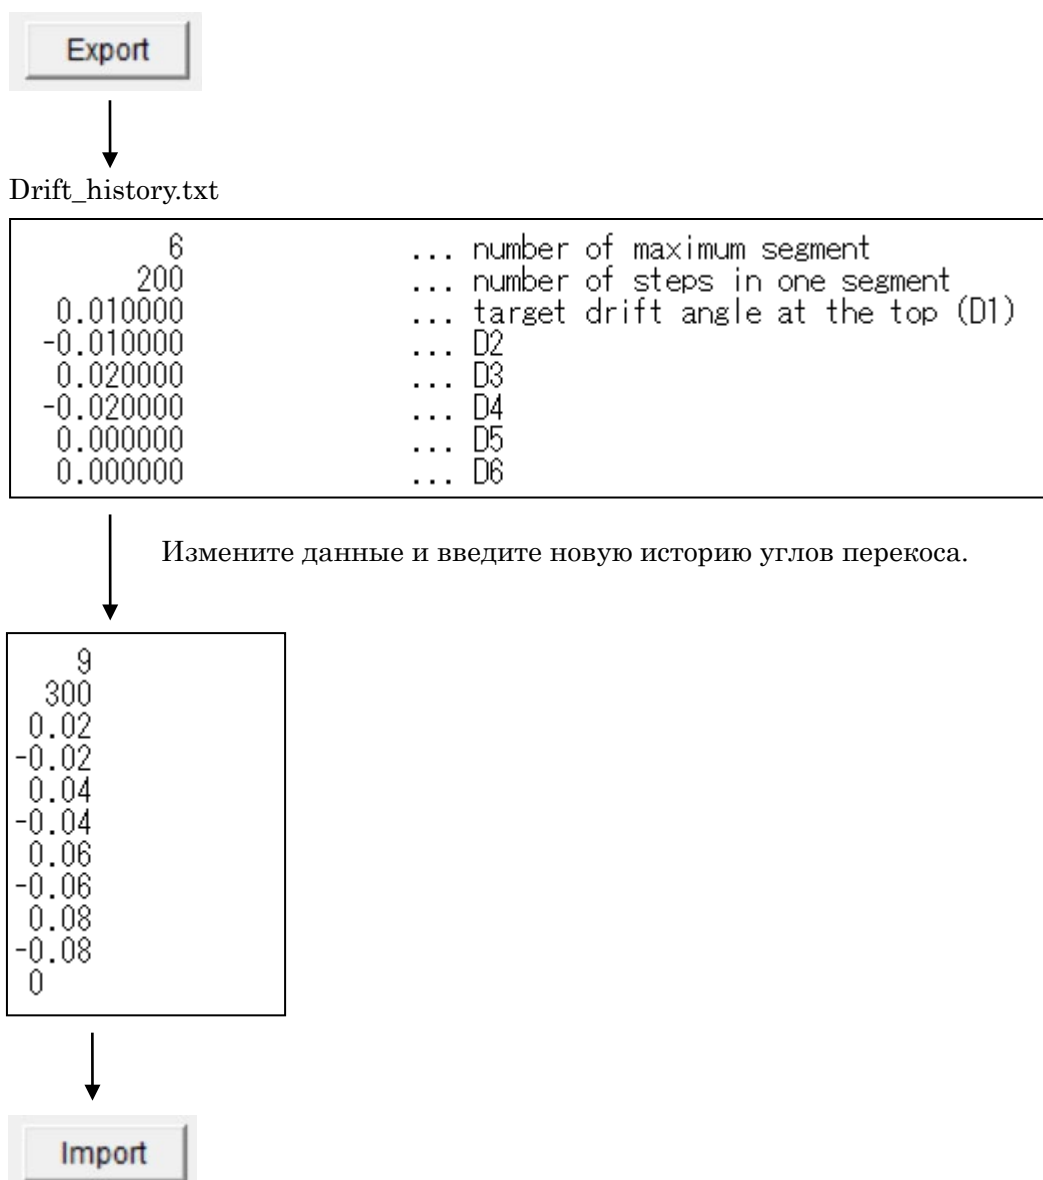 Export
Drift_history.txt
6 ... number of maximum segment
200 ... number of steps in one segment
0.010000 ... target drift angle at the top (D1)
-0.010000 ... D2
0.020000 ... D3
-0.020000 ... D4
0.000000 ... D5
0.000000 ... D6
Измените данные и введите новую историю углов перекоса.
9
300
0.02
-0.02
0.04
-0.04
0.06
-0.06
0.08
-0.08
0
Import